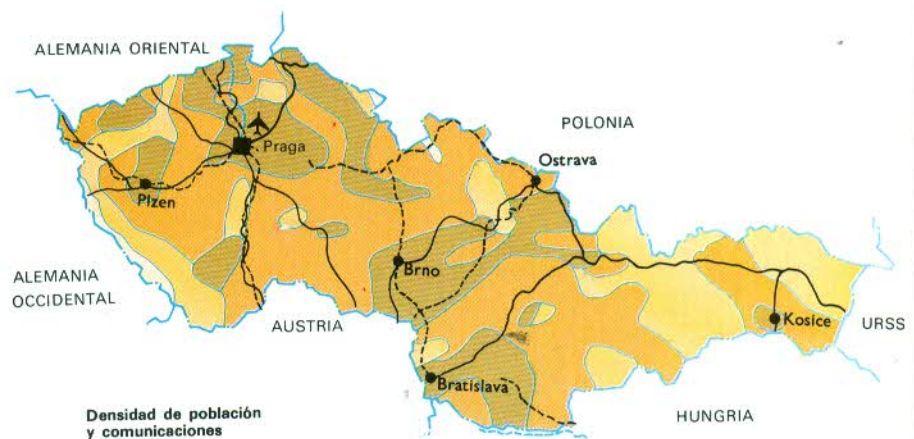 ALEMANIA ORIENTAL
POLONIA
Praga
Ostrava
Plzen
ALEMANIA
OCCIDENTAL
Brno
AUSTRIA
Kosice
URSS
Bratislava
HUNGRIA
Densidad de población
y comunicaciones